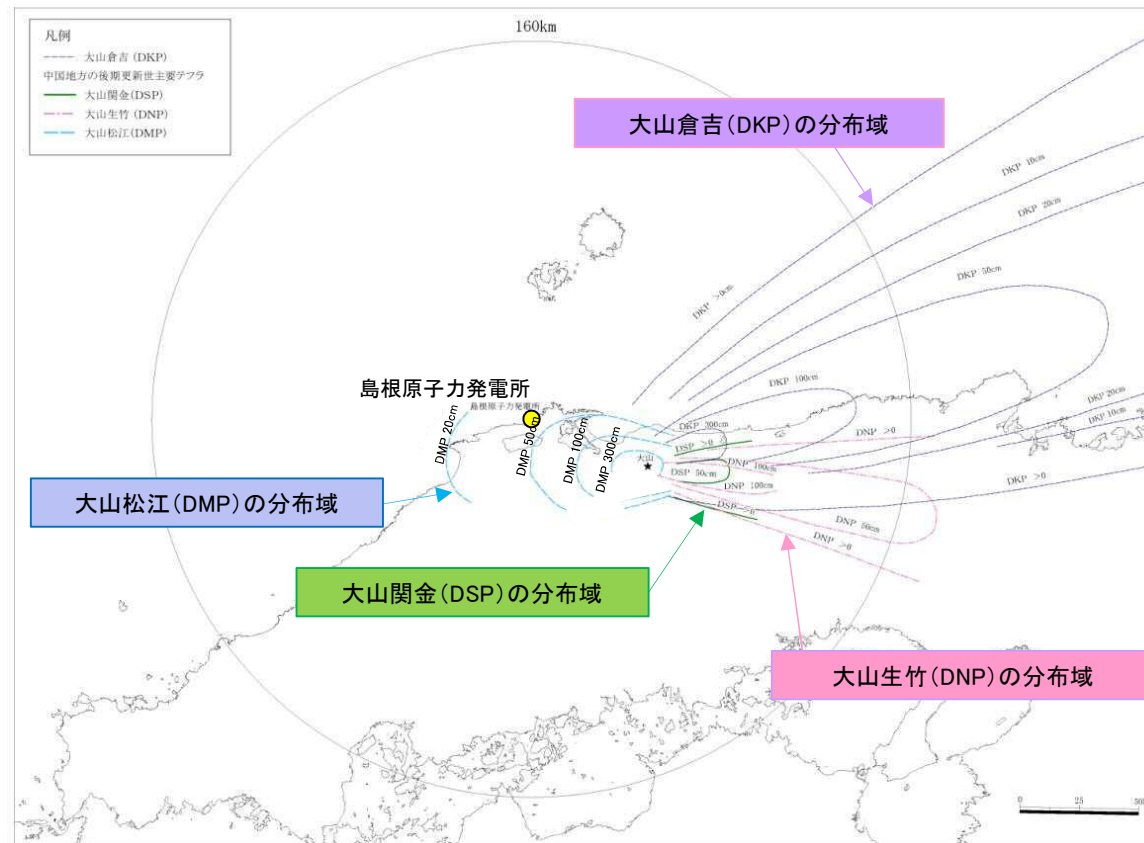 160km
凡例
大山倉吉(DKP)
中国地方の後期更新世主要テフラ
大山関金(DSP)
大山生竹(DNP)
大山松江(DMP)
大山倉吉(DKP)の分布域
DKP 10cm
DKP 20cm
DKP 50cm
DKP >0cm
島根原子力発電所
島根原子力発電所
DKP 100cm
DKP 20cm
DKP 10cm
DMP 20cm
DMP 50cm
DMP 100cm
DMP 300cm
DKP 300cm
DSP >0
DNP >0
大山
DNP 100cm
DSP 50cm
DNP 100cm
DKP >0
大山松江(DMP)の分布域
DSP >0
DNP 50cm
DNP >0
大山関金(DSP)の分布域
大山生竹(DNP)の分布域
0 25